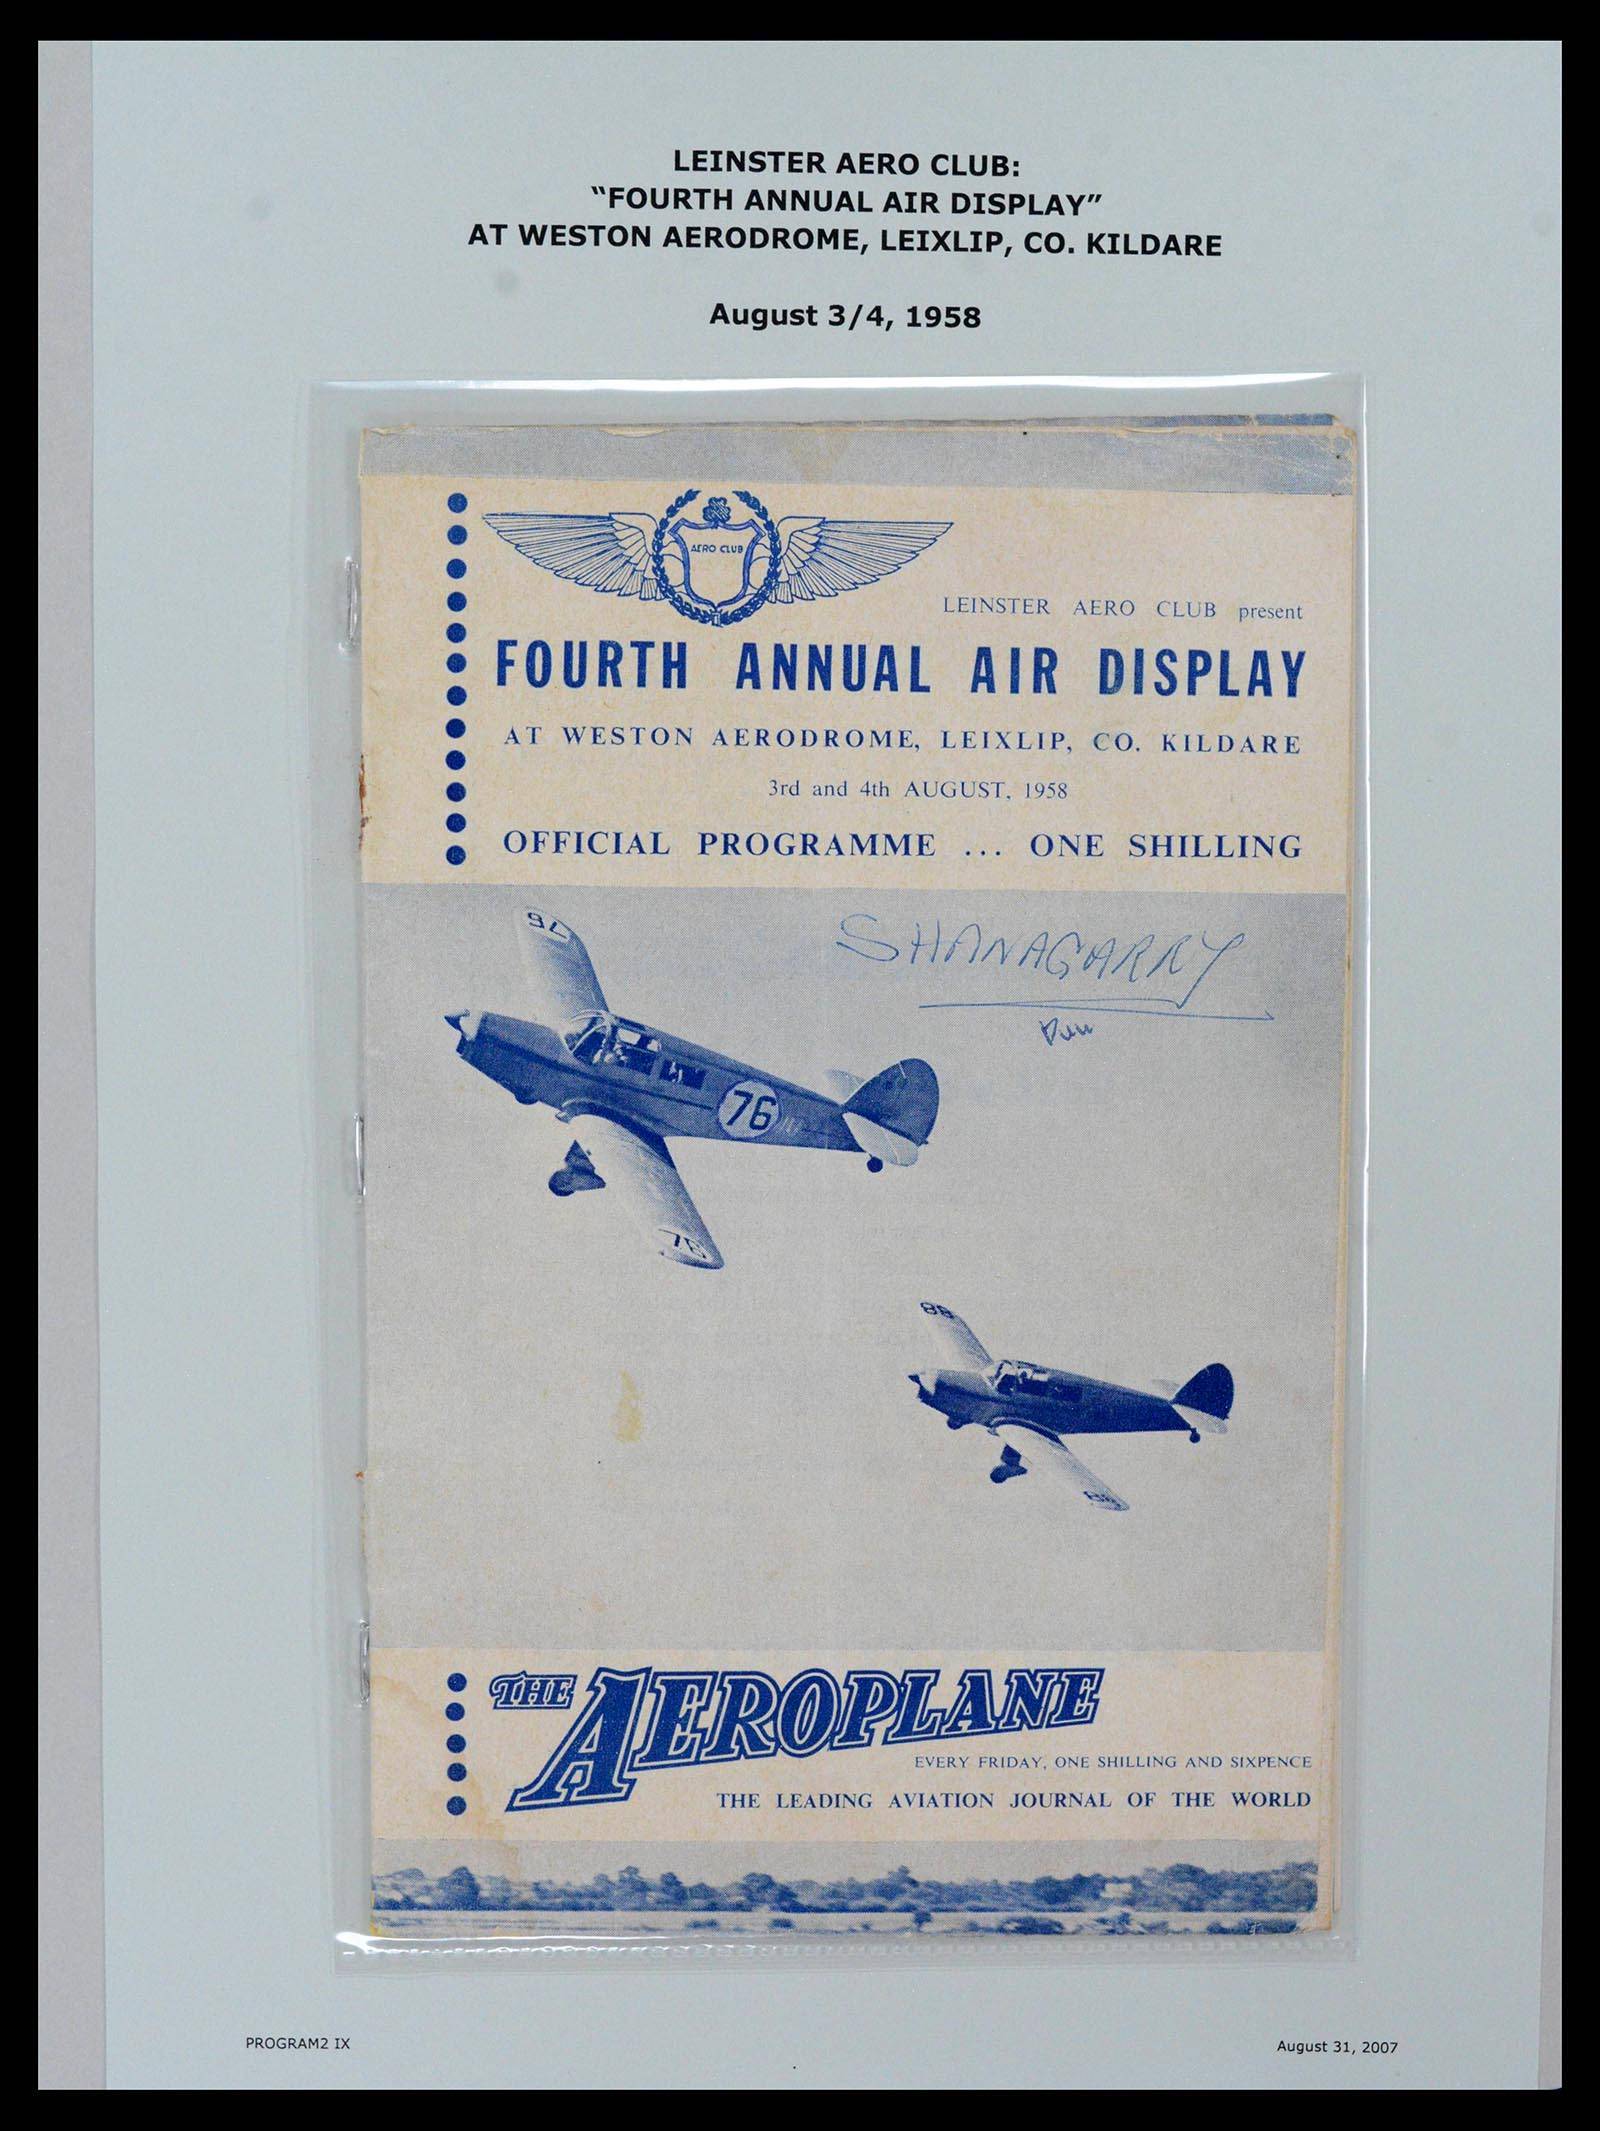 LEINSTER AERO CLUB:
“FOURTH ANNUAL AIR DISPLAY”
AT WESTON AERODROME, LEIXLIP, CO. KILDARE
August 3/4, 1958
AERO CLUB
LEINSTER AERO CLUB present
FOURTH ANNUAL AIR DISPLAY
AT WESTON AERODROME, LEIXLIP, CO. KILDARE
3rd and 4th AUGUST, 1958
OFFICIAL PROGRAMME ... ONE SHILLING
SHANAGARRY
76
76
76
88
88
THE AEROPLANE
EVERY FRIDAY, ONE SHILLING AND SIXPENCE
THE LEADING AVIATION JOURNAL OF THE WORLD
PROGRAM2 IX
August 31, 2007